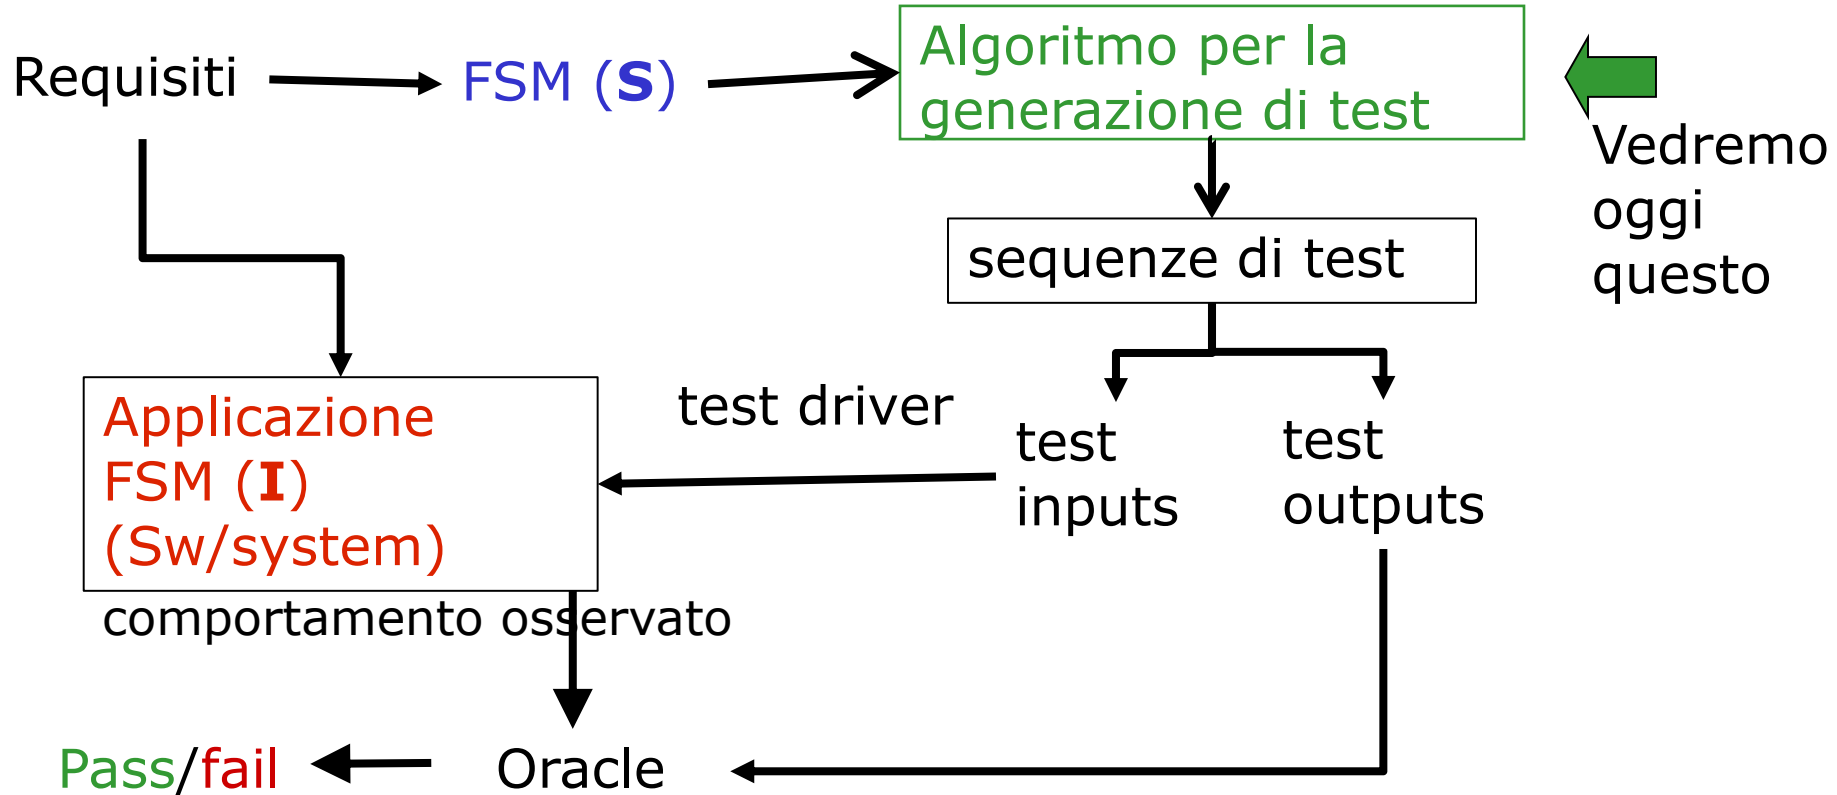 Requisiti
FSM (S)
Algoritmo per la
generazione di test
Vedremo
oggi
questo
sequenze di test
Applicazione
FSM (I)
(Sw/system)
test driver
test
inputs
test
outputs
comportamento osservato
Pass/fail
Oracle